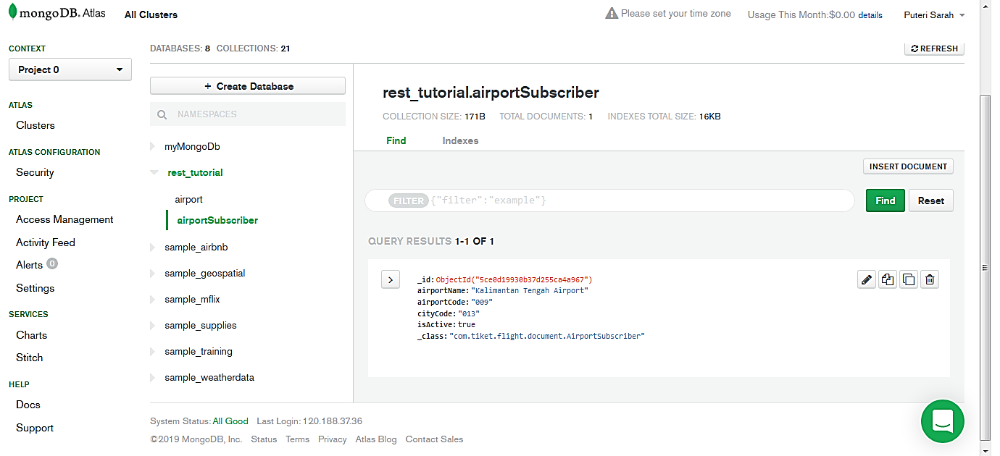 mongoDB. Atlas All Clusters Please set your time zone Usage This Month:$0.00 details Puteri Sarah
CONTEXT
Project 0
ATLAS
Clusters
ATLAS CONFIGURATION
Security
PROJECT
Access Management
Activity Feed
Alerts 0
Settings
SERVICES
Charts
Stitch
HELP
Docs
Support
DATABASES: 8 COLLECTIONS: 21
REFRESH
+ Create Database
NAMESPACES
myMongoDb
rest_tutorial
airport
airportSubscriber
sample_airbnb
sample_geospatial
sample_mflix
sample_supplies
sample_training
sample_weatherdata
rest_tutorial.airportSubscriber
COLLECTION SIZE: 171B TOTAL DOCUMENTS: 1 INDEXES TOTAL SIZE: 16KB
Find Indexes
INSERT DOCUMENT
FILTER {"filter":"example"} Find Reset
QUERY RESULTS 1-1 OF 1
_id: ObjectId("5ce0d19930b37d255ca4a967")
airportName: "Kalimantan Tengah Airport"
airportCode: "009"
cityCode: "013"
isActive: true
_class: "com.tiket.flight.document.AirportSubscriber"
System Status: All Good Last Login: 120.188.37.36
©2019 MongoDB, Inc. Status Terms Privacy Atlas Blog Contact Sales